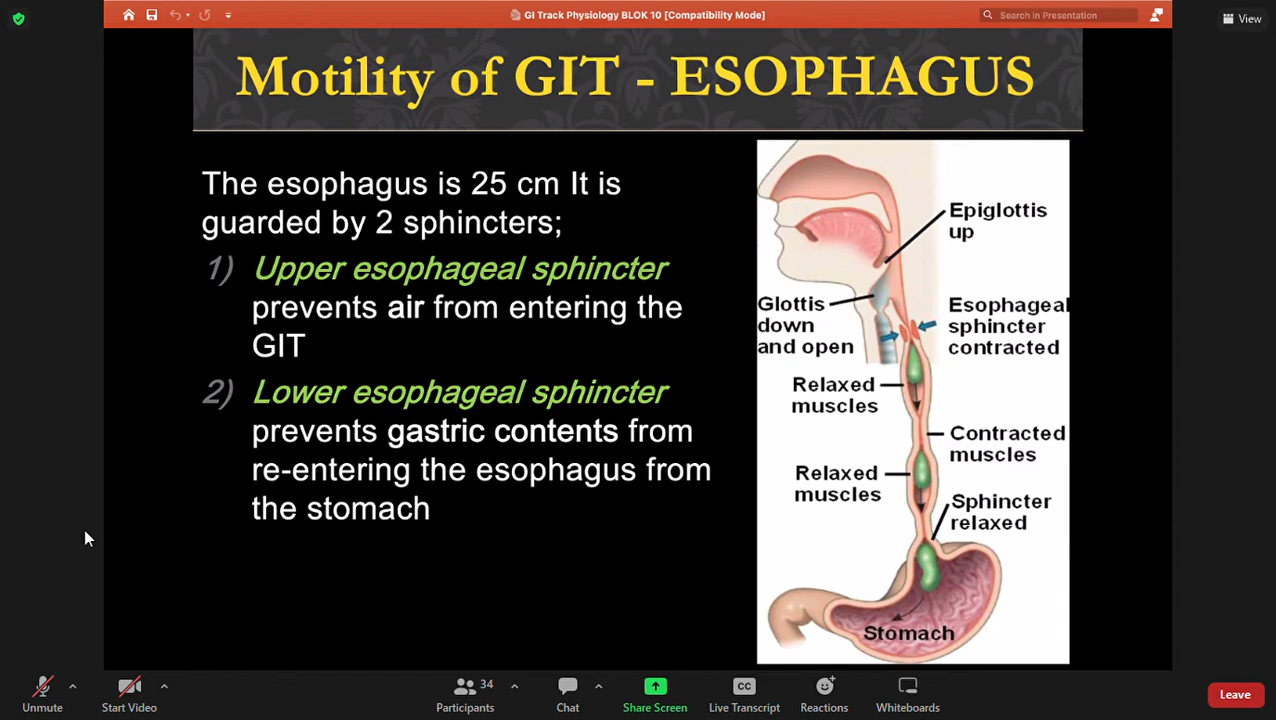 GI Track Physiology BLOK 10 [Compatibility Mode]
Search in Presentation
View
Motility of GIT - ESOPHAGUS
The esophagus is 25 cm It is
guarded by 2 sphincters;
1) Upper esophageal sphincter
prevents air from entering the
GIT
2) Lower esophageal sphincter
prevents gastric contents from
re-entering the esophagus from
the stomach
Epiglottis
up
Glottis
down
and open
Esophageal
sphincter
contracted
Relaxed
muscles
Contracted
muscles
Relaxed
muscles
Sphincter
relaxed
Stomach
Unmute
Start Video
34
Participants
Chat
Share Screen
CC
Live Transcript
Reactions
Whiteboards
Leave